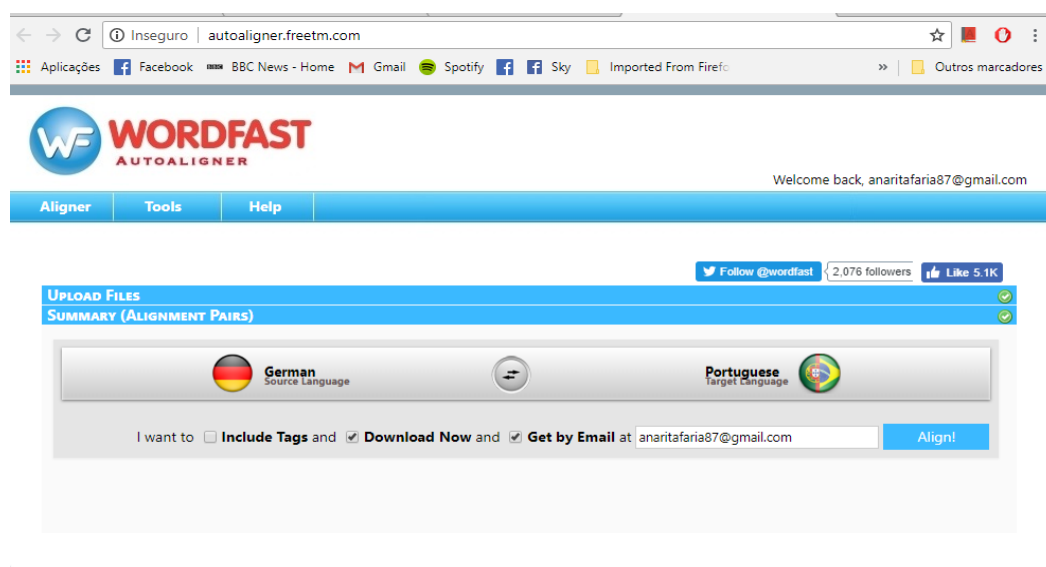 Inseguro | autoaligner.freetm.com
Aplicações Facebook BBC News - Home Gmail Spotify Sky Imported From Firefo » Outros marcadores
WF WORDFAST
AUTOALIGNER
Welcome back, anaritafaria87@gmail.com
Aligner Tools Help
Follow @wordfast 2,076 followers Like 5.1K
UPLOAD FILES
SUMMARY (ALIGNMENT PAIRS)
German Portuguese
Source Language Target Language
I want to Include Tags and Download Now and Get by Email at anaritafaria87@gmail.com Align!